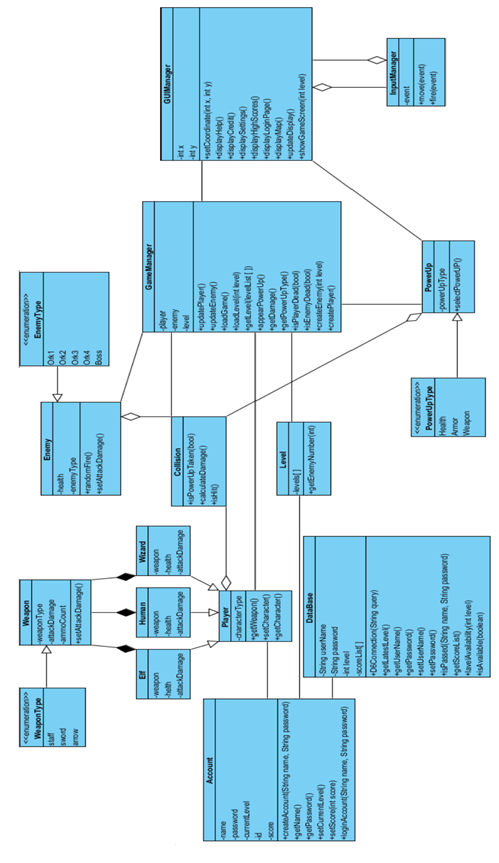 GUIManager
-int x
-int y
+setCoordinate(int x, int y)
+displayHelp()
+displayCredit()
+displaySettings()
+displayHighScores()
+displayLoginPage()
+displayMap()
+updateDisplay()
+showGameScreen(int level)
InputManager
-event
+move(event)
+fire(event)
<<enumeration>>
EnemyType
Ork1
Ork2
Ork3
Ork4
Boss
GameManager
-player
-enemy
-level
+updatePlayer()
+updateEnemy()
+loadGame()
+loadLevel(int level)
+getLevel(levelList [ ])
+appearPowerUp()
+getDamage()
+getPowerUpType()
+isPlayerDead(bool)
+isEnemyDead(bool)
+createEnemy(int level)
+createPlayer()
PowerUp
-powerUpType
+selectPowerUP()
Enemy
-health
-enemyType
+randomFire()
+setAttackDamage()
Collision
+isPowerUpTaken(bool)
+calculateDamage()
+isHit()
Level
-levels[ ]
+getEnemyNumber(int)
<<enumeration>>
PowerUpType
Health
Armor
Weapon
Weapon
-weaponType
-attackDamage
-ammoCount
+setAttackDamage()
Wizard
-weapon
-health
-attackDamage
Human
-weapon
-health
-attackDamage
Elf
-weapon
-helth
-attackDamage
Player
-characterType
+getWeapon()
+setCharacter()
+getCharacter()
<<enumeration>>
WeaponType
staff
sword
arrow
Account
-name
-password
-currentLevel
-id
-score
+createAccount(String name, String password)
+getName()
+getPassword()
+setCurrentLevel()
+setScore(int score)
+loginAccount(String name, String password)
DataBase
-String userName
-String password
-int level
-scoreList[ ]
+DBConnection(String query)
+getLatestLevel()
+getUserName()
+getPassword()
+setUserName()
+setPassword()
+isPasted(String name, String password)
+getScoreList()
+lavelAvailability(int level)
+isAvailable(boolean)